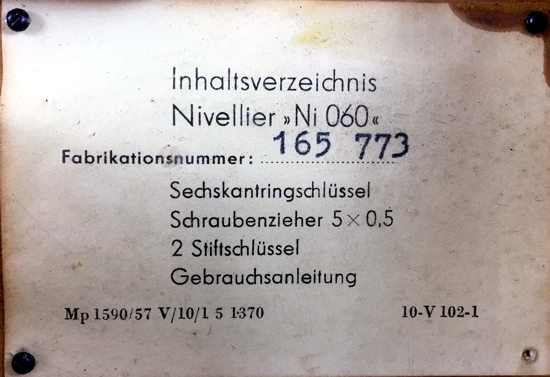 Inhaltsverzeichnis
Nivellier »Ni 060«
Fabrikationsnummer: 165 773
Sechskantringschlüssel
Schraubenzieher 5×0,5
2 Stiftschlüssel
Gebrauchsanleitung
Mp 1590/57 V/10/1 5 1370 10-V 102-1